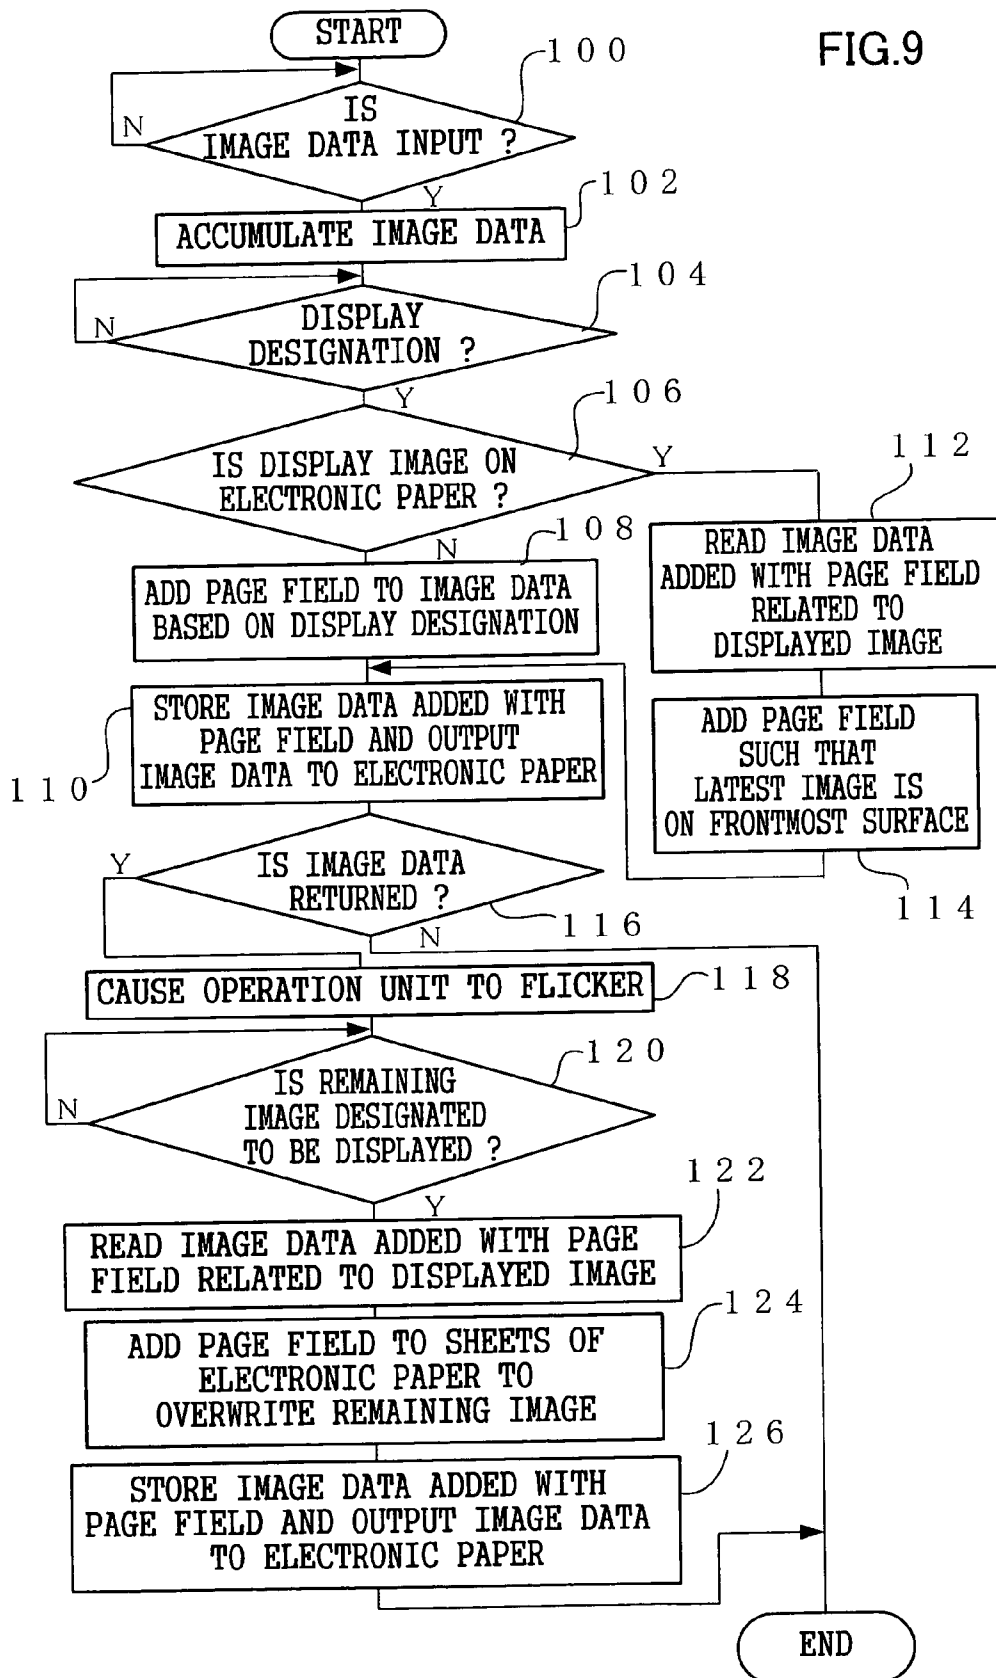 START
FIG.9
100
IS
IMAGE DATA INPUT ?
N
Y
102
ACCUMULATE IMAGE DATA
104
N
DISPLAY
DESIGNATION ?
Y
106
IS DISPLAY IMAGE ON
ELECTRONIC PAPER ?
Y
N
108
ADD PAGE FIELD TO IMAGE DATA
BASED ON DISPLAY DESIGNATION
112
READ IMAGE DATA
ADDED WITH PAGE FIELD
RELATED TO
DISPLAYED IMAGE
STORE IMAGE DATA ADDED WITH
PAGE FIELD AND OUTPUT
IMAGE DATA TO ELECTRONIC PAPER
110
ADD PAGE FIELD
SUCH THAT
LATEST IMAGE IS
ON FRONTMOST SURFACE
114
Y
IS IMAGE DATA
RETURNED ?
116
N
CAUSE OPERATION UNIT TO FLICKER
118
120
IS REMAINING
IMAGE DESIGNATED
TO BE DISPLAYED ?
N
Y
122
READ IMAGE DATA ADDED WITH PAGE
FIELD RELATED TO DISPLAYED IMAGE
124
ADD PAGE FIELD TO SHEETS OF
ELECTRONIC PAPER TO
OVERWRITE REMAINING IMAGE
126
STORE IMAGE DATA ADDED WITH
PAGE FIELD AND OUTPUT IMAGE DATA
TO ELECTRONIC PAPER
END